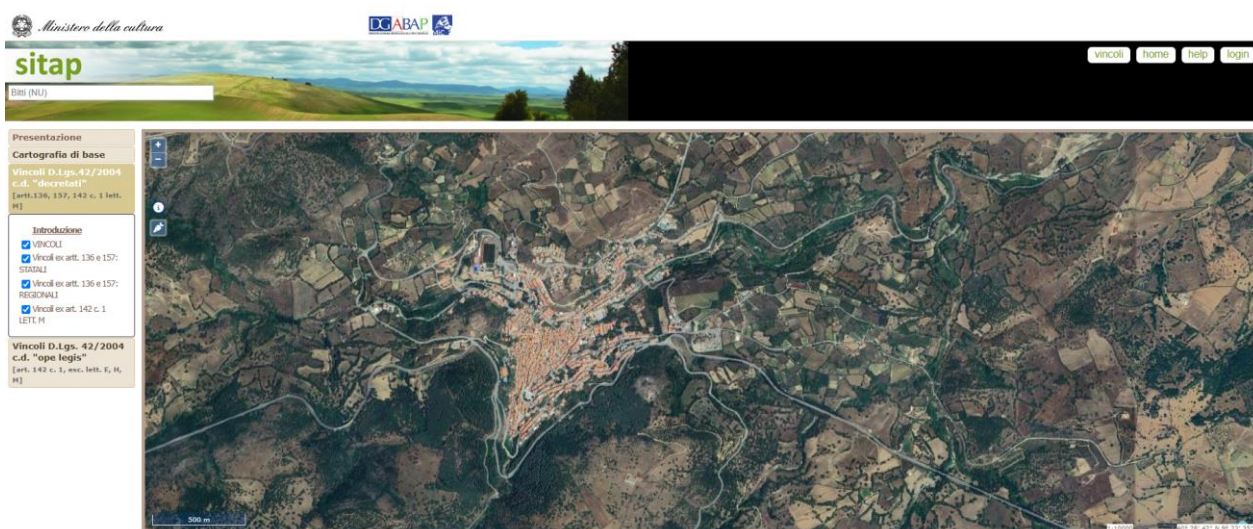 Ministero della cultura
DGABAP
MiC
sitap
vincoli home help login
Bitti (NU)
Presentazione
Cartografia di base
Vincoli D.Lgs.42/2004
c.d. "decretati"
[artt.136, 157, 142 c. 1 lett.
M]
Introduzione
VINCOLI
Vincoli ex artt. 136 e 157:
STATALI
Vincoli ex artt. 136 e 157:
REGIONALI
Vincoli ex art. 142 c. 1
LETT. M
Vincoli D.Lgs. 42/2004
c.d. "ope legis"
[art. 142 c. 1, esc. lett. E, H,
M]
+
−
i
500 m